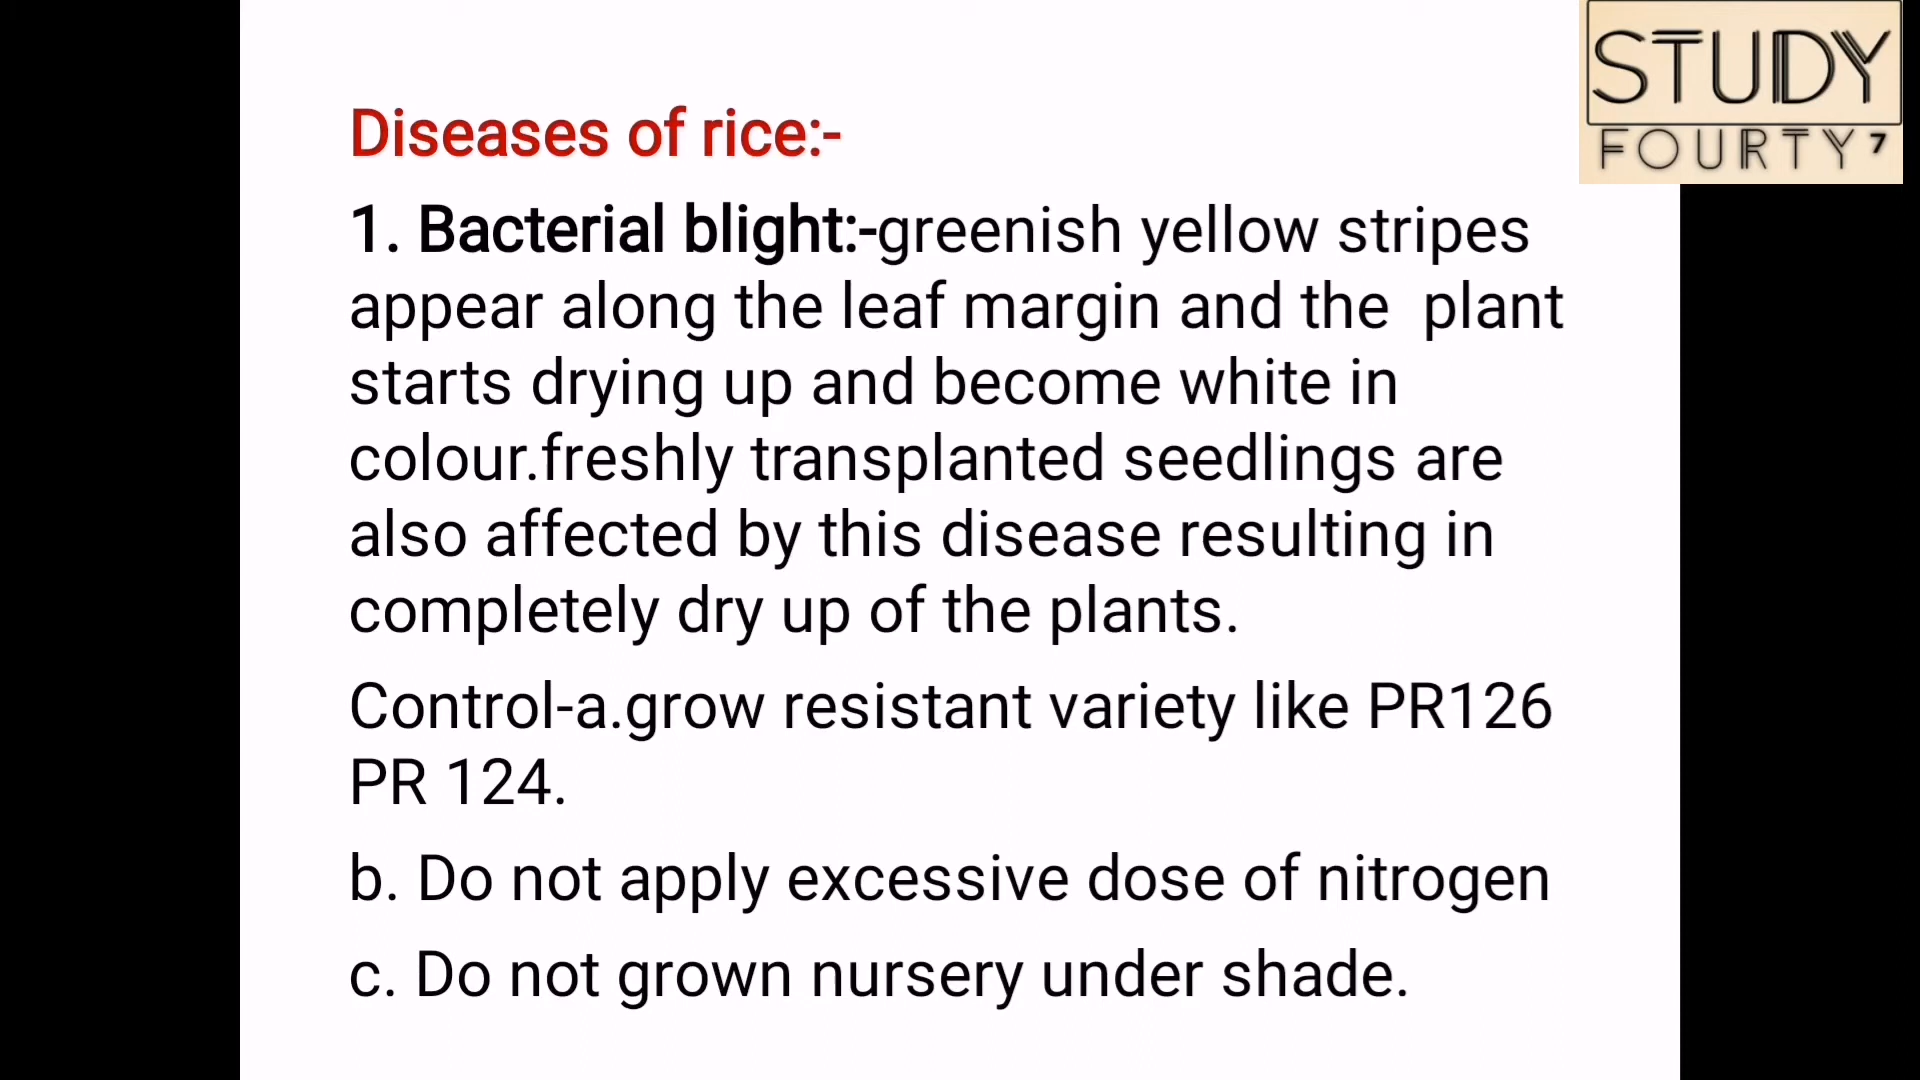 STUDY
FOURTY 7
Diseases of rice:-
1. Bacterial blight:-greenish yellow stripes
appear along the leaf margin and the  plant
starts drying up and become white in
colour.freshly transplanted seedlings are
also affected by this disease resulting in
completely dry up of the plants.
Control-a.grow resistant variety like PR126
PR 124.
b. Do not apply excessive dose of nitrogen
c. Do not grown nursery under shade.